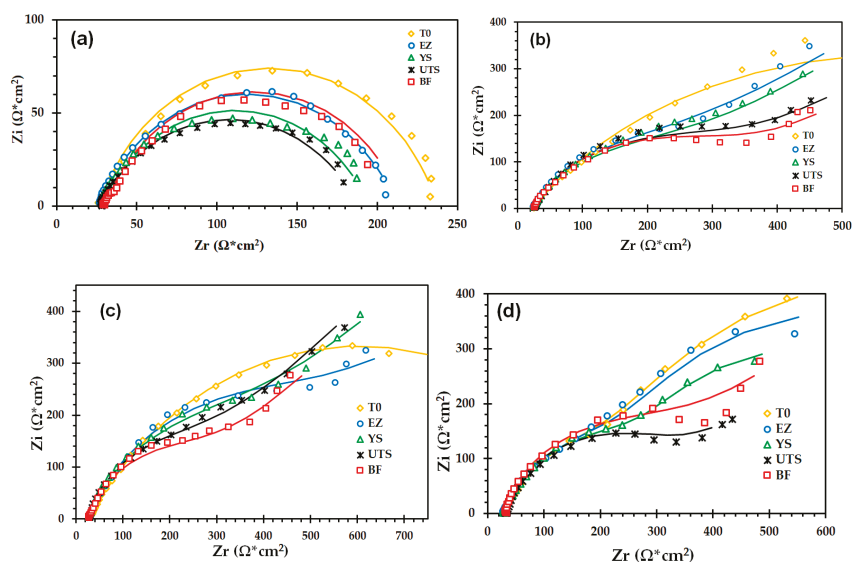 (a)
100
50
0
0 50 100 150 200 250
Zi (Ω*cm2)
Zr (Ω*cm2)
T0
EZ
YS
UTS
BF
(b)
400
300
200
100
0
0 100 200 300 400 500
Zi (Ω*cm2)
Zr (Ω*cm2)
T0
EZ
YS
UTS
BF
(c)
400
300
200
100
0
0 100 200 300 400 500 600 700
Zi (Ω*cm2)
Zr (Ω*cm2)
T0
EZ
YS
UTS
BF
(d)
400
300
200
100
0
0 100 200 300 400 500 600
Zi (Ω*cm2)
Zr (Ω*cm2)
T0
EZ
YS
UTS
BF